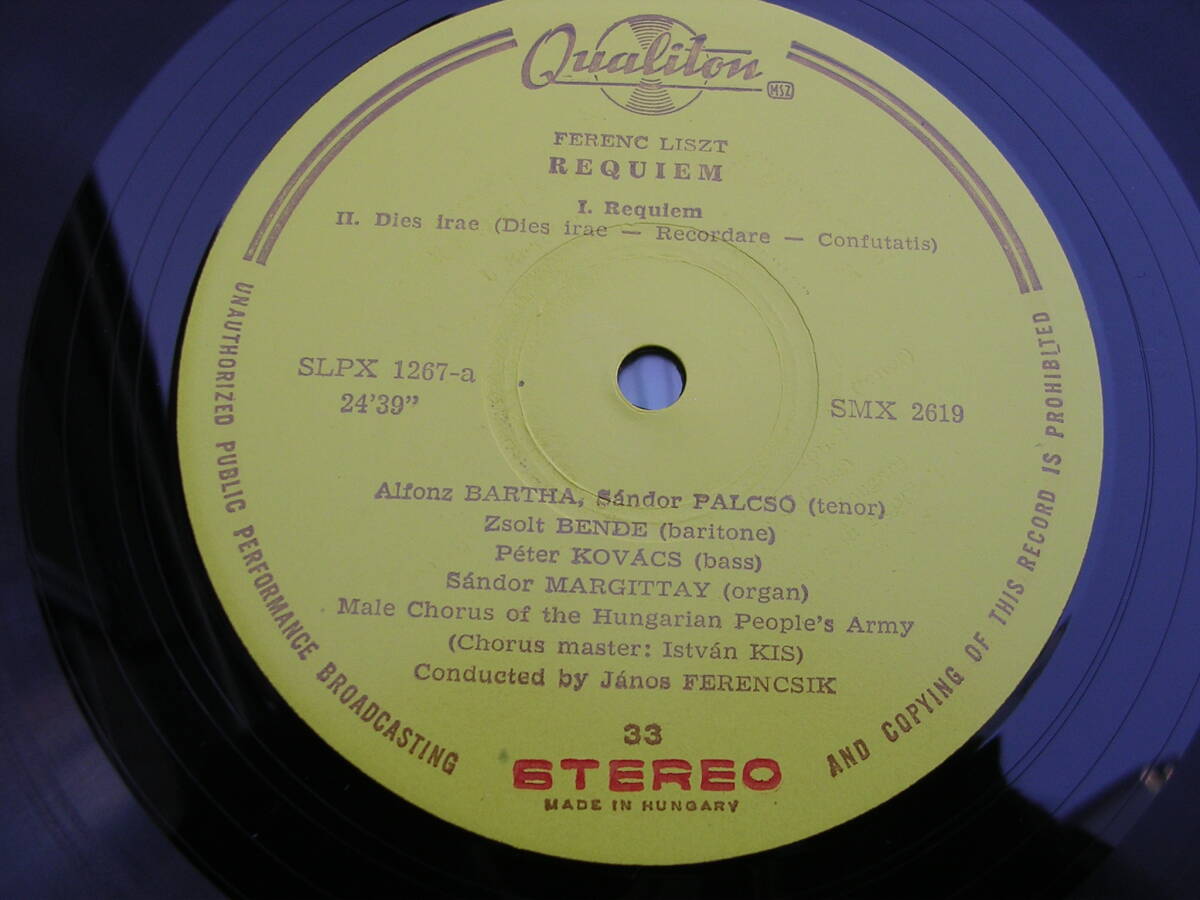 Qualiton
MSZ
FERENC LISZT
REQUIEM
I. Requiem
II. Dies irae (Dies irae — Recordare — Confutatis)
SLPX 1267-a
24'39”
SMX 2619
Alfonz BARTHA, Sándor PALCSÓ (tenor)
Zsolt BENDE (baritone)
Péter KOVÁCS (bass)
Sándor MARGITTAY (organ)
Male Chorus of the Hungarian People's Army
(Chorus master: István KIS)
Conducted by János FERENCSIK
33
STEREO
MADE IN HUNGARY
UNAUTHORIZED PUBLIC PERFORMANCE BROADCASTING AND COPYING OF THIS RECORD IS PROHIBITED